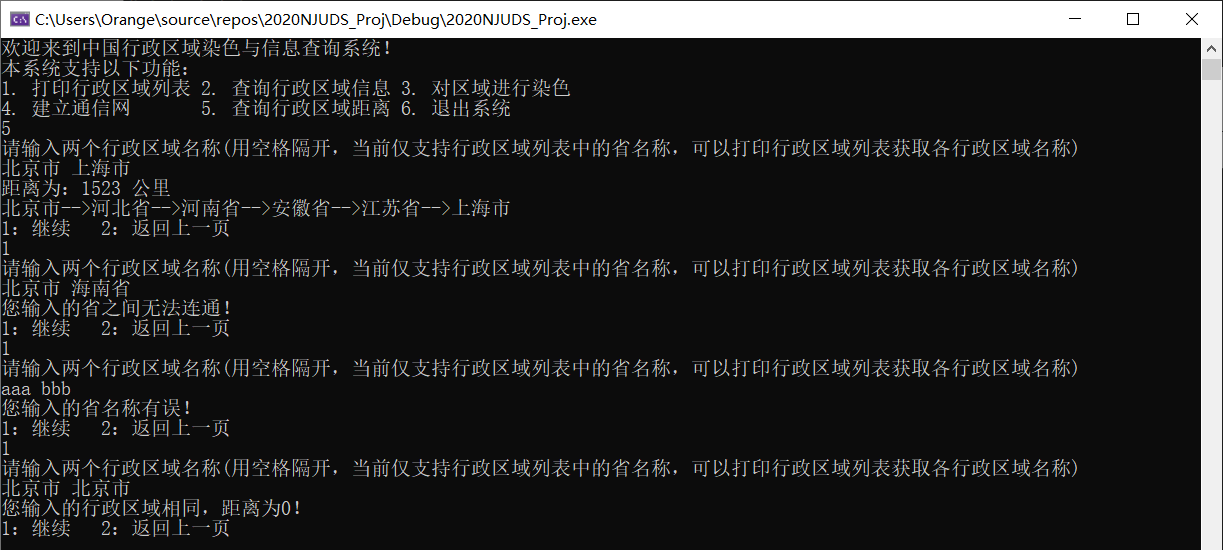 C:\Users\Orange\source\repos\2020NJUDS_Proj\Debug\2020NJUDS_Proj.exe
欢迎来到中国行政区域染色与信息查询系统！
本系统支持以下功能：
1. 打印行政区域列表 2. 查询行政区域信息 3. 对区域进行染色
4. 建立通信网 5. 查询行政区域距离 6. 退出系统
5
请输入两个行政区域名称(用空格隔开，当前仅支持行政区域列表中的省名称，可以打印行政区域列表获取各行政区域名称)
北京市 上海市
距离为：1523 公里
北京市-->河北省-->河南省-->安徽省-->江苏省-->上海市
1：继续 2：返回上一页
1
请输入两个行政区域名称(用空格隔开，当前仅支持行政区域列表中的省名称，可以打印行政区域列表获取各行政区域名称)
北京市 海南省
您输入的省之间无法连通！
1：继续 2：返回上一页
1
请输入两个行政区域名称(用空格隔开，当前仅支持行政区域列表中的省名称，可以打印行政区域列表获取各行政区域名称)
aaa bbb
您输入的省名称有误！
1：继续 2：返回上一页
1
请输入两个行政区域名称(用空格隔开，当前仅支持行政区域列表中的省名称，可以打印行政区域列表获取各行政区域名称)
北京市 北京市
您输入的行政区域相同，距离为0！
1：继续 2：返回上一页